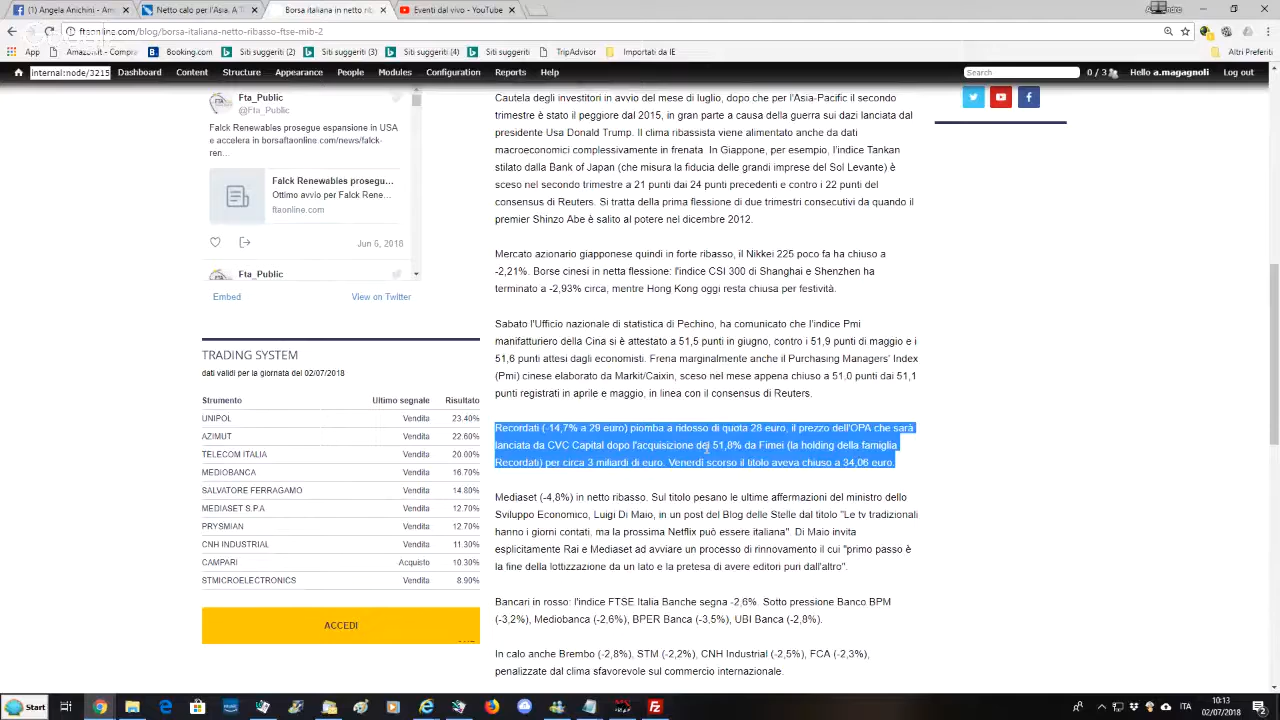 (1) Angela Anichini
Netto calo per l'Asia. A T
Borsa italiana netto rib
Eventi dal vivo - YouTube
ftaonline.com/blog/borsa-italiana-netto-ribasso-ftse-mib-2
App
Amazon.it - Compra
Booking.com
Siti suggeriti (2)
Siti suggeriti (3)
Siti suggeriti (4)
Siti suggeriti
TripAdvisor
Importati da IE
Altri Preferiti
internal:node/3215
Dashboard
Content
Structure
Appearance
People
Modules
Configuration
Reports
Help
Search
0 / 3
Hello a.magagnoli
Log out
Fta_Public
@Fta_Public
Falck Renewables prosegue espansione in USA
e accelera in borsaftaonline.com/news/falck-
ren…
Falck Renewables prosegu...
Ottimo avvio per Falck Rene...
ftaonline.com
Jun 6, 2018
Fta_Public
Embed
View on Twitter
TRADING SYSTEM
dati validi per la giornata del 02/07/2018
Strumento Ultimo segnale Risultato
UNIPOL Vendita 23.40%
AZIMUT Vendita 22.60%
TELECOM ITALIA Vendita 20.00%
MEDIOBANCA Vendita 16.70%
SALVATORE FERRAGAMO Vendita 14.80%
MEDIASET S.P.A Vendita 12.70%
PRYSMIAN Vendita 12.70%
CNH INDUSTRIAL Vendita 11.30%
CAMPARI Acquisto 10.30%
STMICROELECTRONICS Vendita 8.90%
ACCEDI
Cautela degli investitori in avvio del mese di luglio, dopo che per l'Asia-Pacific il secondo
trimestre è stato il peggiore dal 2015, in gran parte a causa della guerra sui dazi lanciata dal
presidente Usa Donald Trump. Il clima ribassista viene alimentato anche da dati
macroeconomici complessivamente in frenata. In Giappone, per esempio, l'indice Tankan
stilato dalla Bank of Japan (che misura la fiducia delle grandi imprese del Sol Levante) è
sceso nel secondo trimestre a 21 punti dai 24 punti precedenti e contro i 22 punti del
consensus di Reuters. Si tratta della prima flessione di due trimestri consecutivi da quando il
premier Shinzo Abe è salito al potere nel dicembre 2012.
Mercato azionario giapponese quindi in forte ribasso, il Nikkei 225 poco fa ha chiuso a
-2,21%. Borse cinesi in netta flessione: l'indice CSI 300 di Shanghai e Shenzhen ha
terminato a -2,93% circa, mentre Hong Kong oggi resta chiusa per festività.
Sabato l'Ufficio nazionale di statistica di Pechino, ha comunicato che l'indice Pmi
manifatturiero della Cina si è attestato a 51,5 punti in giugno, contro i 51,9 punti di maggio e i
51,6 punti attesi dagli economisti. Frena marginalmente anche il Purchasing Managers' Index
(Pmi) cinese elaborato da Markit/Caixin, sceso nel mese appena chiuso a 51,0 punti dai 51,1
punti registrati in aprile e maggio, in linea con il consensus di Reuters.
Recordati (-14,7% a 29 euro) piomba a ridosso di quota 28 euro, il prezzo dell'OPA che sarà
lanciata da CVC Capital dopo l'acquisizione del 51,8% da Fimei (la holding della famiglia
Recordati) per circa 3 miliardi di euro. Venerdì scorso il titolo aveva chiuso a 34,06 euro.
Mediaset (-4,8%) in netto ribasso. Sul titolo pesano le ultime affermazioni del ministro dello
Sviluppo Economico, Luigi Di Maio, in un post del Blog delle Stelle dal titolo "Le tv tradizionali
hanno i giorni contati, ma la prossima Netflix può essere italiana". Di Maio invita
esplicitamente Rai e Mediaset ad avviare un processo di rinnovamento il cui "primo passo è
la fine della lottizzazione da un lato e la pretesa di avere editori puri dall'altro".
Bancari in rosso: l'indice FTSE Italia Banche segna -2,6%. Sotto pressione Banco BPM
(-3,2%), Mediobanca (-2,6%), BPER Banca (-3,5%), UBI Banca (-2,8%).
In calo anche Brembo (-2,8%), STM (-2,2%), CNH Industrial (-2,5%), FCA (-2,3%),
penalizzate dal clima sfavorevole sul commercio internazionale.
Start
ITA
10:13
02/07/2018